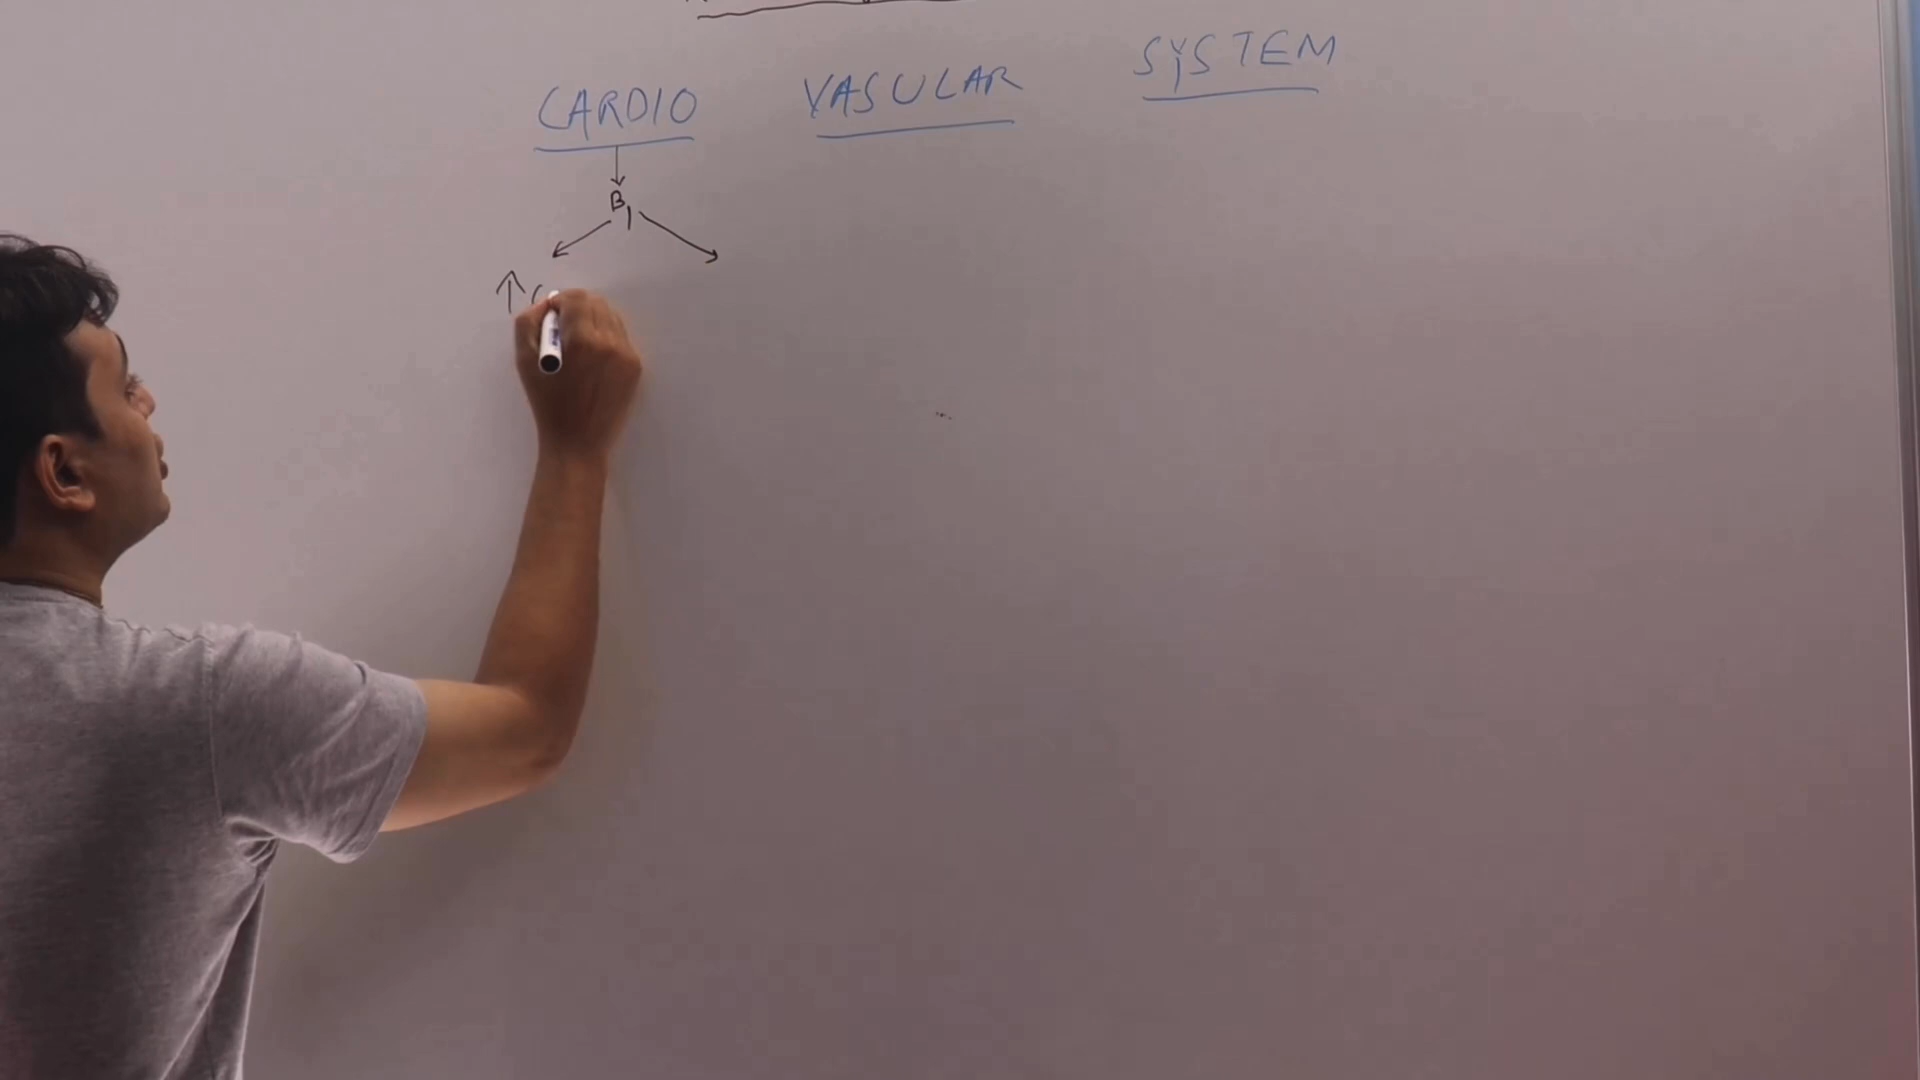 CARDIO VASULAR SYSTEM
B1
↑ (